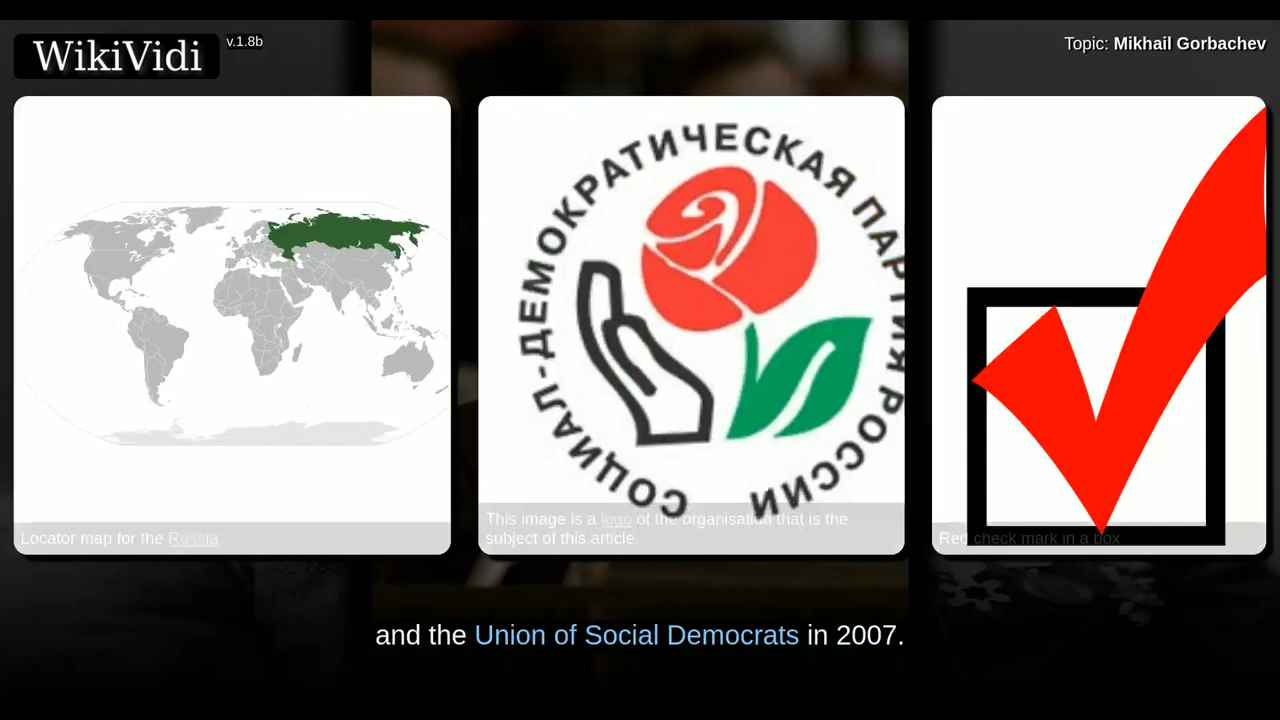 WikiVidi
v.1.8b
Topic: Mikhail Gorbachev
Locator map for the Russia
СОЦИАЛ-ДЕМОКРАТИЧЕСКАЯ ПАРТИЯ РОССИИ
This image is a logo of the organisation that is the
subject of this article.
Red check mark in a box
and the Union of Social Democrats in 2007.